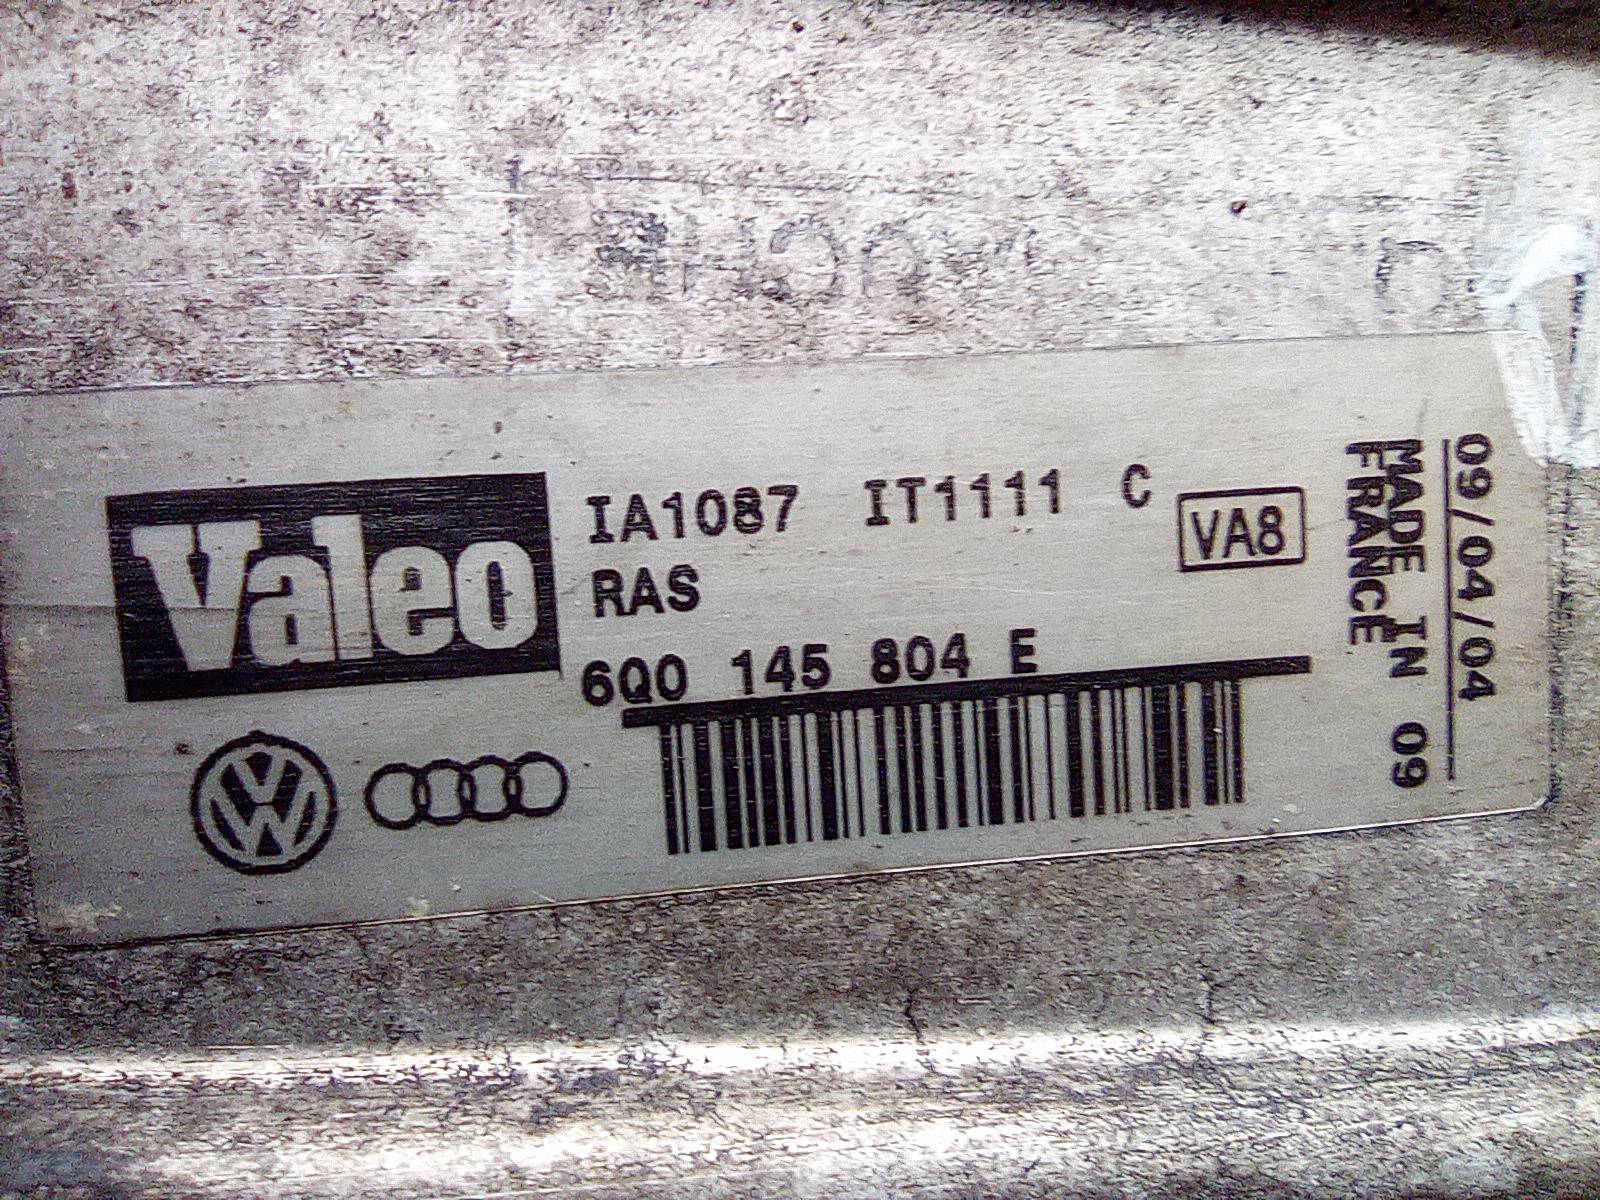 Valeo
IA1087 IT1111 C
RAS
VA8
6Q0 145 804 E
09/04/04
MADE IN 09
FRANCE